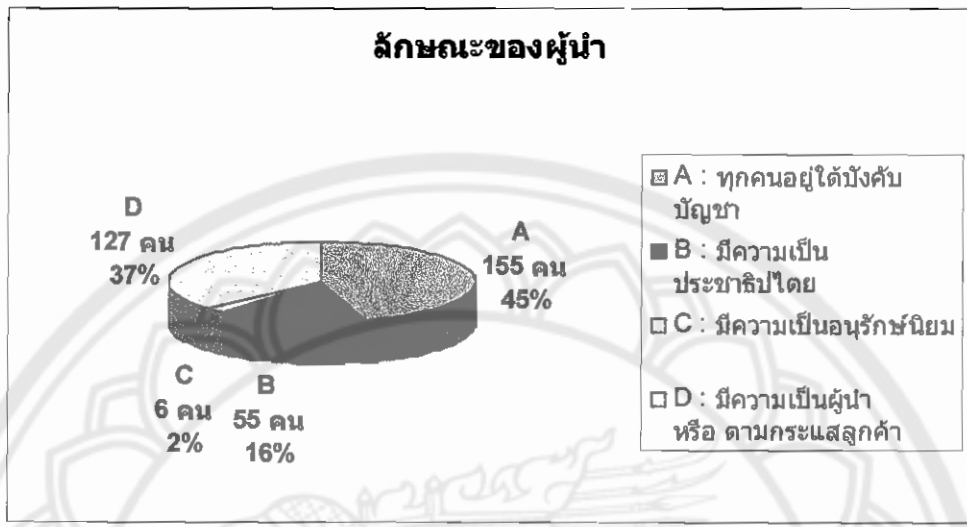 ลักษณะของผู้นำ
D
127 คน
37%
A
155 คน
45%
C
6 คน
2%
B
55 คน
16%
A : ทุกคนอยู่ใต้บังคับ
บัญชา
B : มีความเป็น
ประชาธิปไตย
C : มีความเป็นอนุรักษ์นิยม
D : มีความเป็นผู้นำ
หรือ ตามกระแสลูกค้า